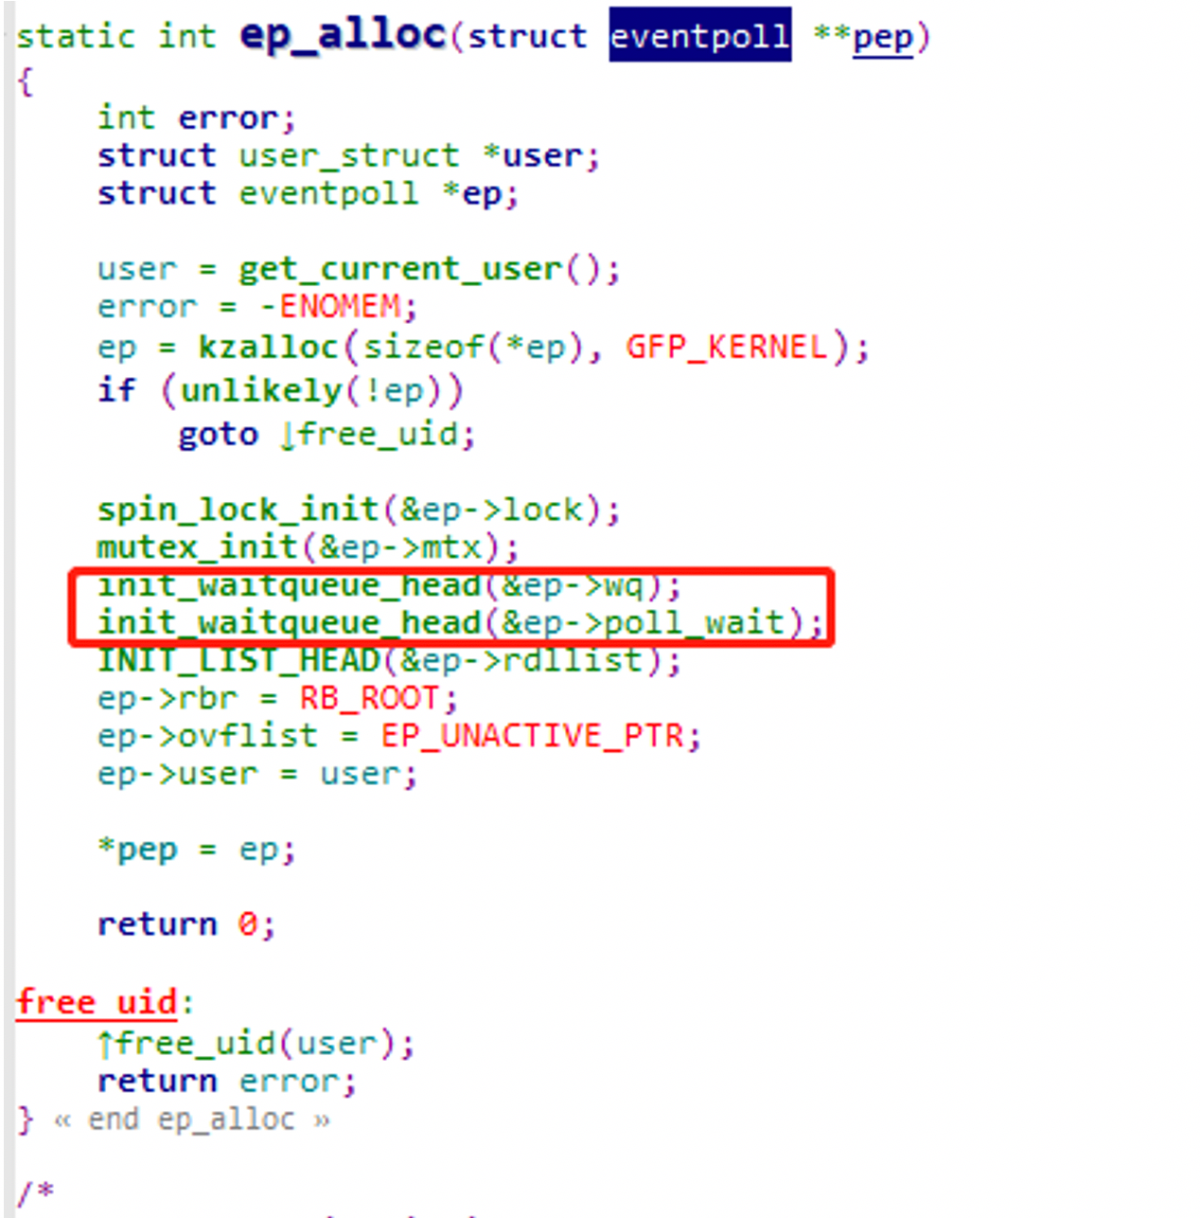 static int ep_alloc(struct eventpoll **pep)
{
    int error;
    struct user_struct *user;
    struct eventpoll *ep;
    user = get_current_user();
    error = -ENOMEM;
    ep = kzalloc(sizeof(*ep), GFP_KERNEL);
    if (unlikely(!ep))
        goto ↓free_uid;
    spin_lock_init(&ep->lock);
    mutex_init(&ep->mtx);
    init_waitqueue_head(&ep->wq);
    init_waitqueue_head(&ep->poll_wait);
    INIT_LIST_HEAD(&ep->rdllist);
    ep->rbr = RB_ROOT;
    ep->ovflist = EP_UNACTIVE_PTR;
    ep->user = user;
    *pep = ep;
    return 0;
free_uid:
    ↑free_uid(user);
    return error;
} « end ep_alloc »
/*